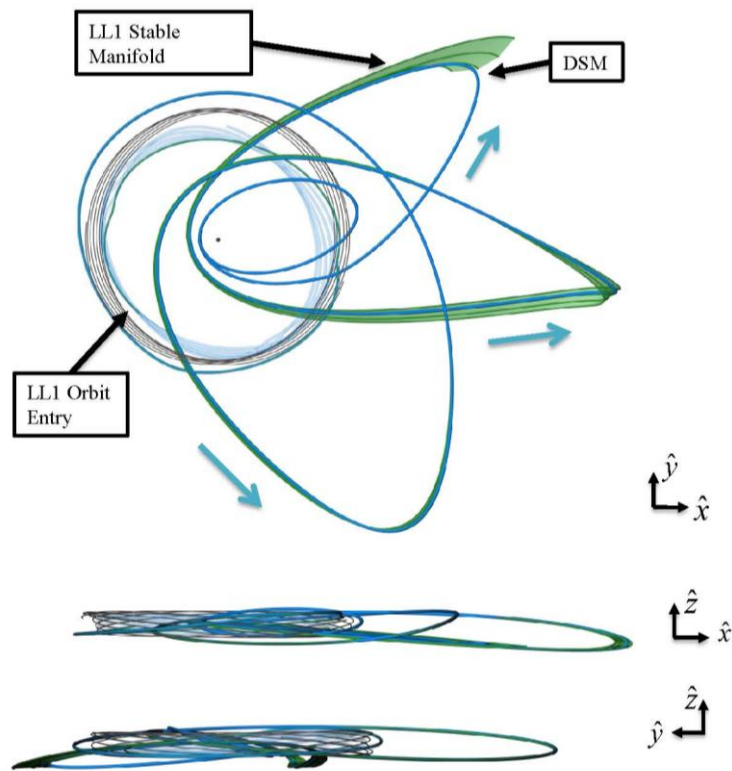 LL1 Stable
Manifold
DSM
LL1 Orbit
Entry
ŷ
x̂
ẑ
x̂
ẑ
ŷ